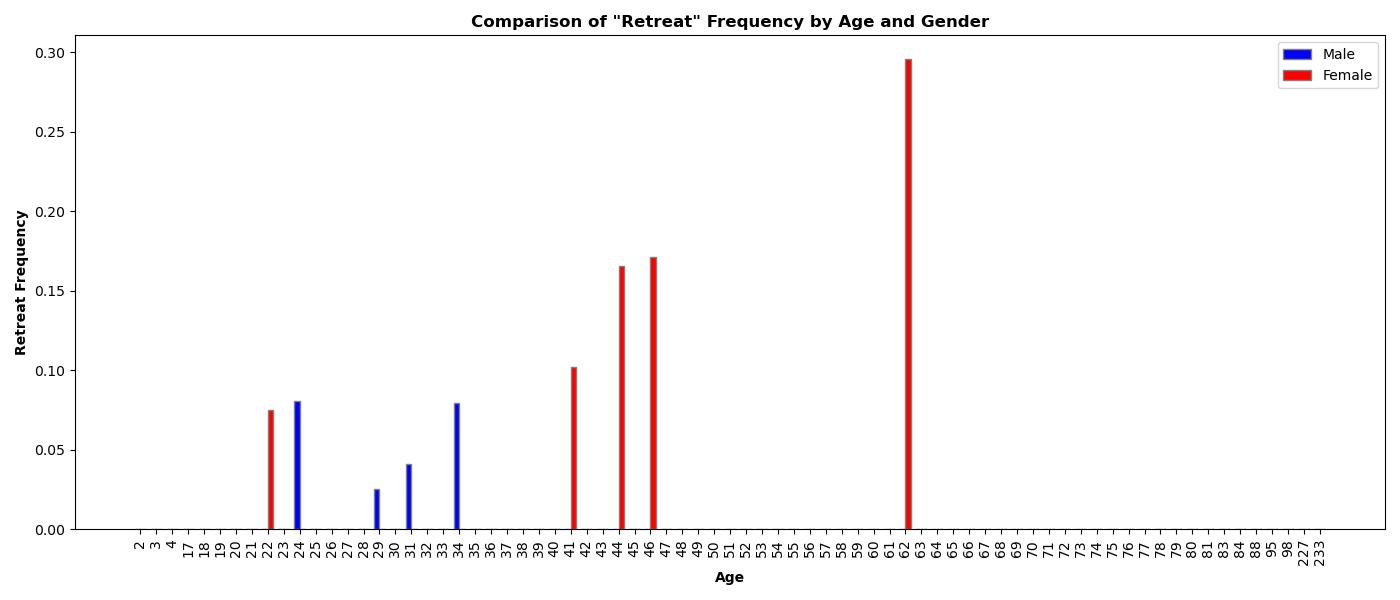 Comparison of "Retreat" Frequency by Age and Gender
Male
Female
0.30
0.25
0.20
0.15
0.10
0.05
0.00
Retreat Frequency
2 3 4 17 18 19 20 21 22 23 24 25 26 27 28 29 30 31 32 33 34 35 36 37 38 39 40 41 42 43 44 45 46 47 48 49 50 51 52 53 54 55 56 57 58 59 60 61 62 63 64 65 66 67 68 69 70 71 72 73 74 75 76 77 78 79 80 81 83 84 88 95 98 227 233
Age